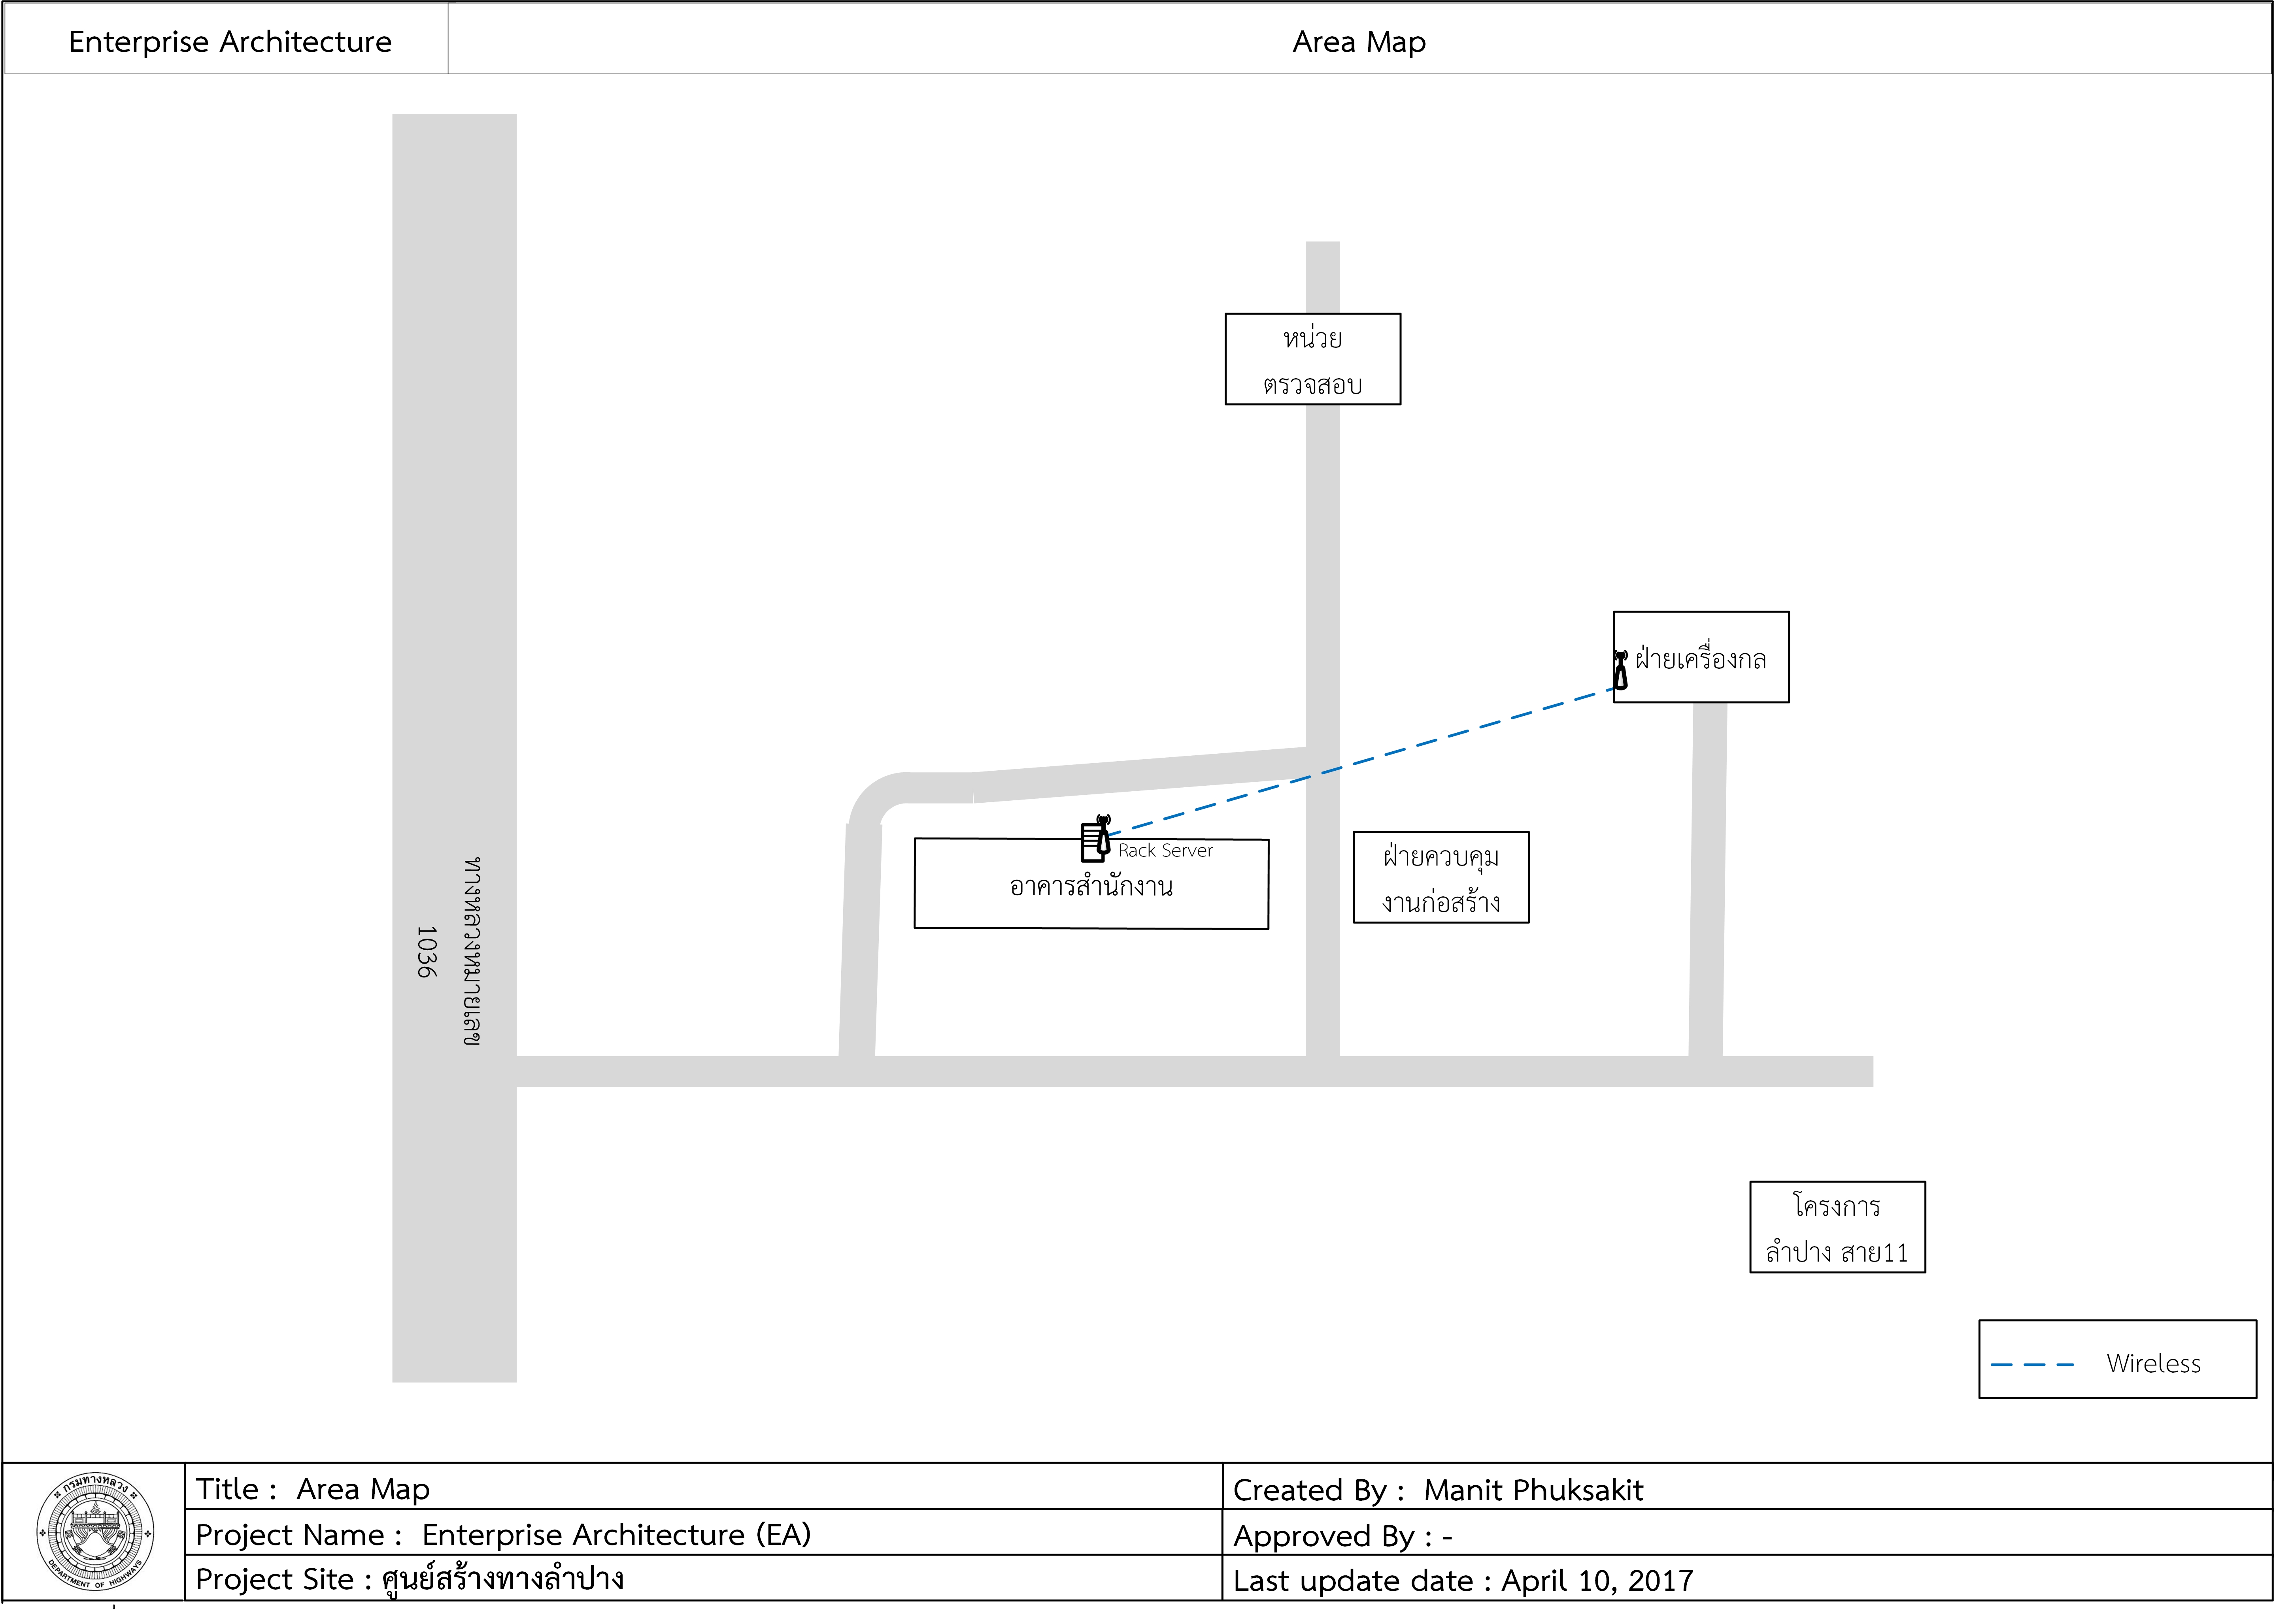 Enterprise Architecture
Area Map
หน่วย
ตรวจสอบ
ฝ่ายเครื่องกล
Rack Server
อาคารสำนักงาน
ฝ่ายควบคุม
งานก่อสร้าง
ทางหลวงหมายเลข
1036
โครงการ
ลำปาง สาย11
Wireless
กรมทางหลวง
DEPARTMENT OF HIGHWAYS
Title : Area Map
Project Name : Enterprise Architecture (EA)
Project Site : ศูนย์สร้างทางลำปาง
Created By : Manit Phuksakit
Approved By : -
Last update date : April 10, 2017